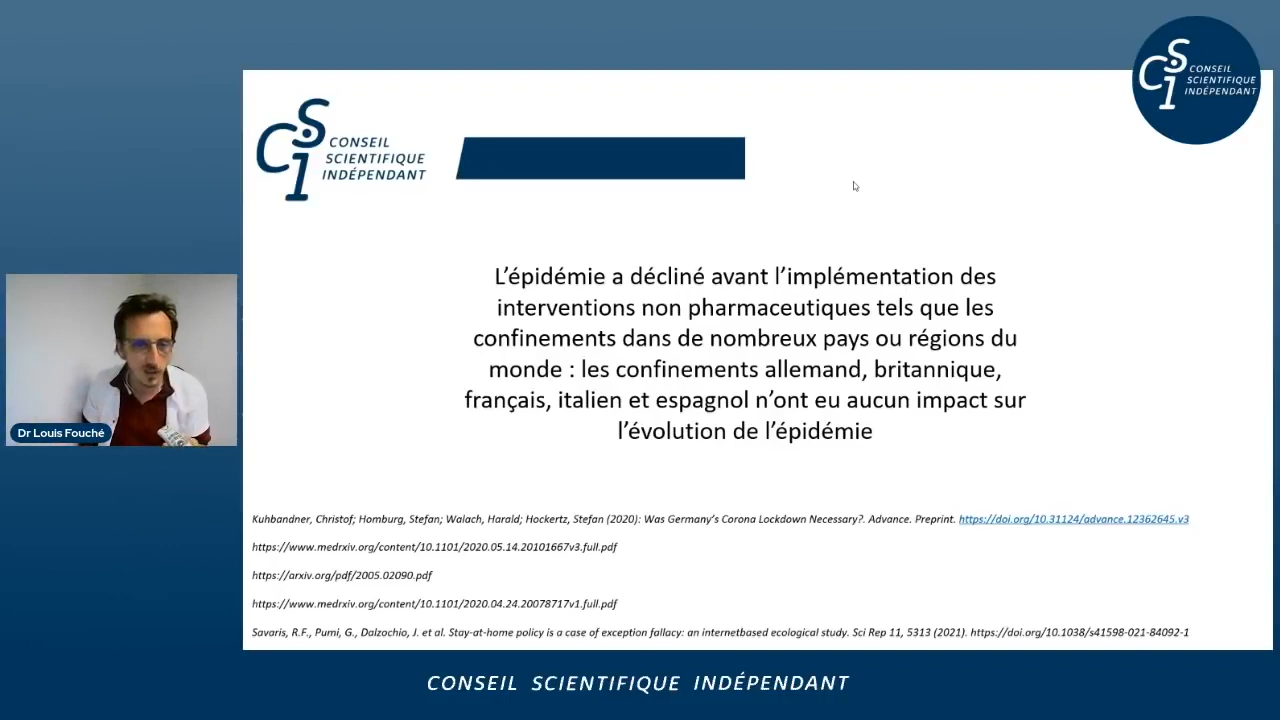 CONSEIL
SCIENTIFIQUE
INDÉPENDANT
CSI
CONSEIL
SCIENTIFIQUE
INDÉPENDANT
CSI
L'épidémie a décliné avant l'implémentation des
interventions non pharmaceutiques tels que les
confinements dans de nombreux pays ou régions du
monde : les confinements allemand, britannique,
français, italien et espagnol n'ont eu aucun impact sur
l'évolution de l'épidémie
Dr Louis Fouché
Kuhbandner, Christof; Homburg, Stefan; Walach, Harald; Hockertz, Stefan (2020): Was Germany's Corona Lockdown Necessary?. Advance. Preprint. https://doi.org/10.31124/advance.12362645.v3
https://www.medrxiv.org/content/10.1101/2020.05.14.20101667v3.full.pdf
https://arxiv.org/pdf/2005.02090.pdf
https://www.medrxiv.org/content/10.1101/2020.04.24.20078717v1.full.pdf
Savaris, R.F., Pumi, G., Dalzochio, J. et al. Stay-at-home policy is a case of exception fallacy: an internetbased ecological study. Sci Rep 11, 5313 (2021). https://doi.org/10.1038/s41598-021-84092-1
CONSEIL SCIENTIFIQUE INDÉPENDANT